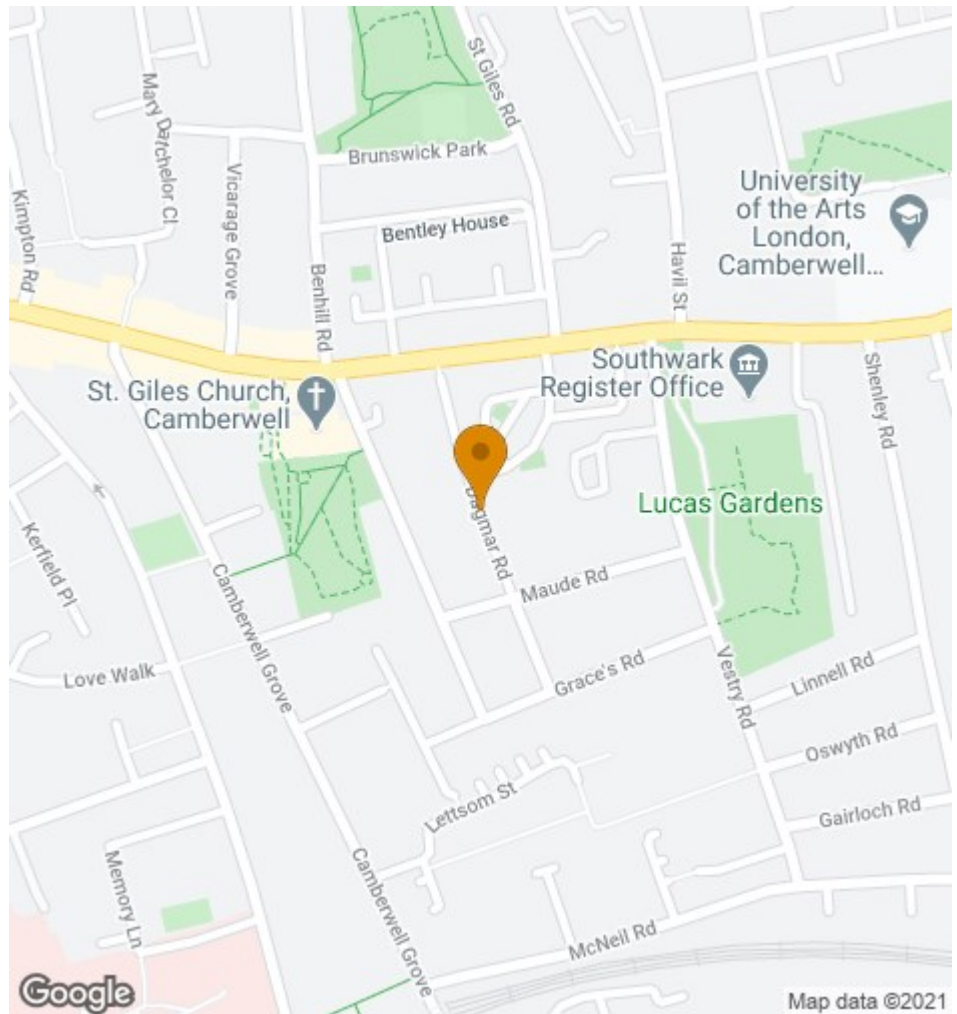 St Giles Rd
Mary Datchelor Cl
Brunswick Park
Vicarage Grove
Kimpton Rd
University
of the Arts
London,
Camberwell...
Bentley House
Havil St
Benhill Rd
Southwark
Register Office
St. Giles Church,
Camberwell
Shenley Rd
Dagmar Rd
Lucas Gardens
Kerfield Pl
Maude Rd
Camberwell Grove
Love Walk
Grace's Rd
Vestry Rd
Linnell Rd
Oswyth Rd
Lettsom St
Gairloch Rd
Memory Ln
Camberwell Grove
McNeil Rd
Google
Map data ©2021